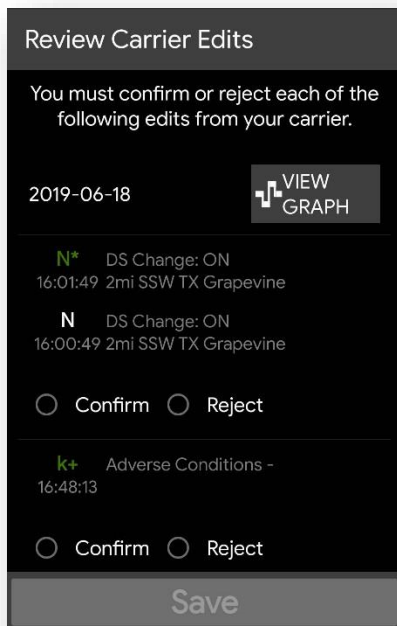 Review Carrier Edits
You must confirm or reject each of the
following edits from your carrier.
2019-06-18
VIEW
GRAPH
N* DS Change: ON
16:01:49 2mi SSW TX Grapevine
N DS Change: ON
16:00:49 2mi SSW TX Grapevine
Confirm Reject
k+ Adverse Conditions -
16:48:13
Confirm Reject
Save